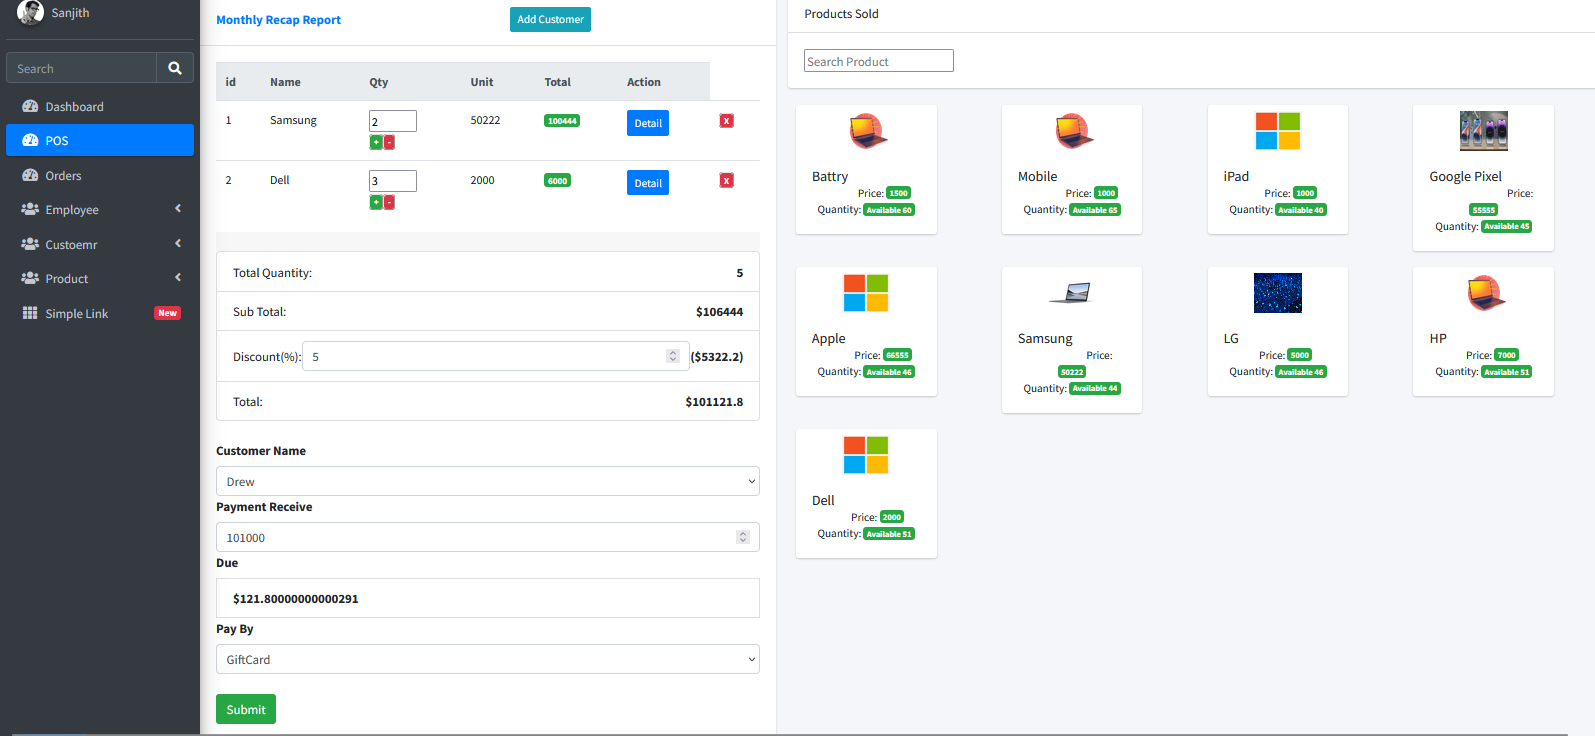 Sanjith
Search
Dashboard
POS
Orders
Employee
Custoemr
Product
Simple Link New
Monthly Recap Report Add Customer
id Name Qty Unit Total Action
1 Samsung 2 50222 100444 Detail X
+ -
2 Dell 3 2000 6000 Detail X
+ -
Total Quantity: 5
Sub Total: $106444
Discount(%): 5 ($5322.2)
Total: $101121.8
Customer Name
Drew
Payment Receive
101000
Due
$121.80000000000291
Pay By
GiftCard
Submit
Products Sold
Search Product
Battry
Price: 1500
Quantity: Available 60
Mobile
Price: 1000
Quantity: Available 65
iPad
Price: 1000
Quantity: Available 40
Google Pixel
Price:
55555
Quantity: Available 45
Apple
Price: 66555
Quantity: Available 46
Samsung
Price:
50222
Quantity: Available 44
LG
Price: 5000
Quantity: Available 46
HP
Price: 7000
Quantity: Available 51
Dell
Price: 2000
Quantity: Available 51